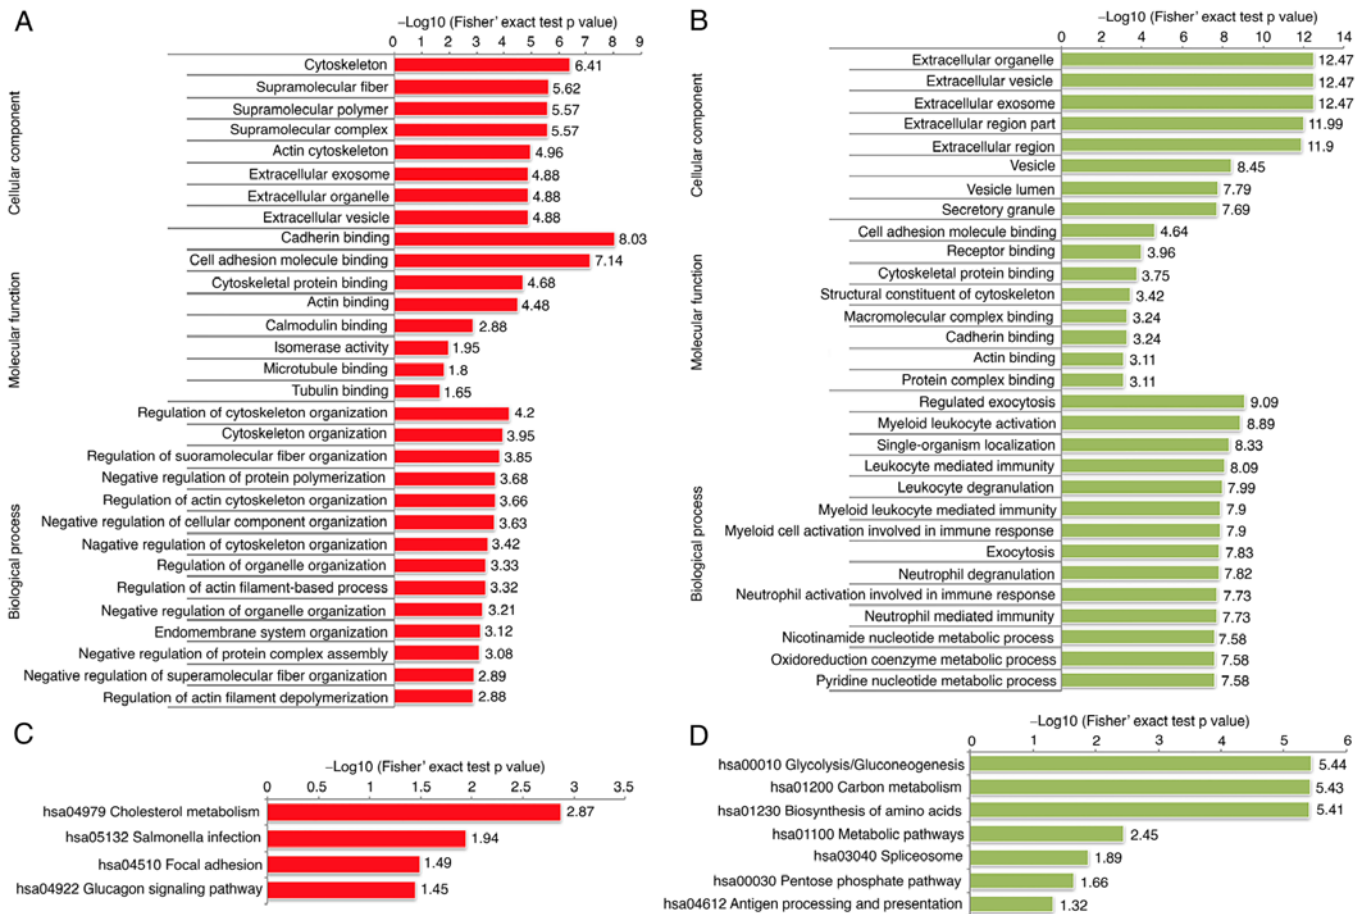 A
–Log10 (Fisher' exact test p value)
0 1 2 3 4 5 6 7 8 9
Cellular component
Cytoskeleton 6.41
Supramolecular fiber 5.62
Supramolecular polymer 5.57
Supramolecular complex 5.57
Actin cytoskeleton 4.96
Extracellular exosome 4.88
Extracellular organelle 4.88
Extracellular vesicle 4.88
Molecular function
Cadherin binding 8.03
Cell adhesion molecule binding 7.14
Cytoskeletal protein binding 4.68
Actin binding 4.48
Calmodulin binding 2.88
Isomerase activity 1.95
Microtubule binding 1.8
Tubulin binding 1.65
Biological process
Regulation of cytoskeleton organization 4.2
Cytoskeleton organization 3.95
Regulation of suoramolecular fiber organization 3.85
Negative regulation of protein polymerization 3.68
Regulation of actin cytoskeleton organization 3.66
Negative regulation of cellular component organization 3.63
Nagative regulation of cytoskeleton organization 3.42
Regulation of organelle organization 3.33
Regulation of actin filament-based process 3.32
Negative regulation of organelle organization 3.21
Endomembrane system organization 3.12
Negative regulation of protein complex assembly 3.08
Negative regulation of superamolecular fiber organization 2.89
Regulation of actin filament depolymerization 2.88
B
–Log10 (Fisher' exact test p value)
0 2 4 6 8 10 12 14
Cellular component
Extracellular organelle 12.47
Extracellular vesicle 12.47
Extracellular exosome 12.47
Extracellular region part 11.99
Extracellular region 11.9
Vesicle 8.45
Vesicle lumen 7.79
Secretory granule 7.69
Molecular function
Cell adhesion molecule binding 4.64
Receptor binding 3.96
Cytoskeletal protein binding 3.75
Structural constituent of cytoskeleton 3.42
Macromolecular complex binding 3.24
Cadherin binding 3.24
Actin binding 3.11
Protein complex binding 3.11
Biological process
Regulated exocytosis 9.09
Myeloid leukocyte activation 8.89
Single-organism localization 8.33
Leukocyte mediated immunity 8.09
Leukocyte degranulation 7.99
Myeloid leukocyte mediated immunity 7.9
Myeloid cell activation involved in immune response 7.9
Exocytosis 7.83
Neutrophil degranulation 7.82
Neutrophil activation involved in immune response 7.73
Neutrophil mediated immunity 7.73
Nicotinamide nucleotide metabolic process 7.58
Oxidoreduction coenzyme metabolic process 7.58
Pyridine nucleotide metabolic process 7.58
C
–Log10 (Fisher' exact test p value)
0 0.5 1 1.5 2 2.5 3 3.5
hsa04979 Cholesterol metabolism 2.87
hsa05132 Salmonella infection 1.94
hsa04510 Focal adhesion 1.49
hsa04922 Glucagon signaling pathway 1.45
D
–Log10 (Fisher' exact test p value)
0 1 2 3 4 5 6
hsa00010 Glycolysis/Gluconeogenesis 5.44
hsa01200 Carbon metabolism 5.43
hsa01230 Biosynthesis of amino acids 5.41
hsa01100 Metabolic pathways 2.45
hsa03040 Spliceosome 1.89
hsa00030 Pentose phosphate pathway 1.66
hsa04612 Antigen processing and presentation 1.32